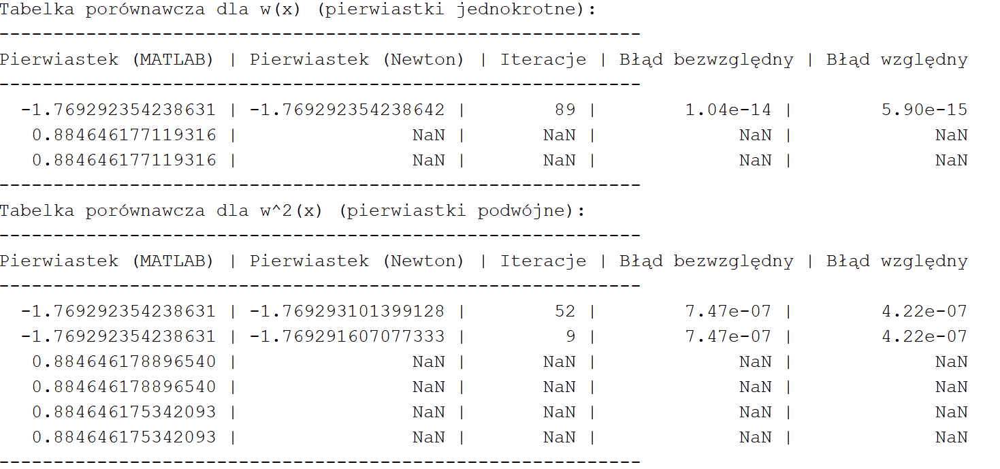 Tabelka porównawcza dla w(x) (pierwiastki jednokrotne):
-----------------------------------------------------------
Pierwiastek (MATLAB) | Pierwiastek (Newton) | Iteracje | Błąd bezwzględny | Błąd względny
-----------------------------------------------------------
-1.769292354238631 | -1.769292354238642 | 89 | 1.04e-14 | 5.90e-15
0.884646177119316 | NaN | NaN | NaN | NaN
0.884646177119316 | NaN | NaN | NaN | NaN
-----------------------------------------------------------
Tabelka porównawcza dla w^2(x) (pierwiastki podwójne):
-----------------------------------------------------------
Pierwiastek (MATLAB) | Pierwiastek (Newton) | Iteracje | Błąd bezwzględny | Błąd względny
-----------------------------------------------------------
-1.769292354238631 | -1.769293101399128 | 52 | 7.47e-07 | 4.22e-07
-1.769292354238631 | -1.769291607077333 | 9 | 7.47e-07 | 4.22e-07
0.884646178896540 | NaN | NaN | NaN | NaN
0.884646178896540 | NaN | NaN | NaN | NaN
0.884646175342093 | NaN | NaN | NaN | NaN
0.884646175342093 | NaN | NaN | NaN | NaN
-----------------------------------------------------------